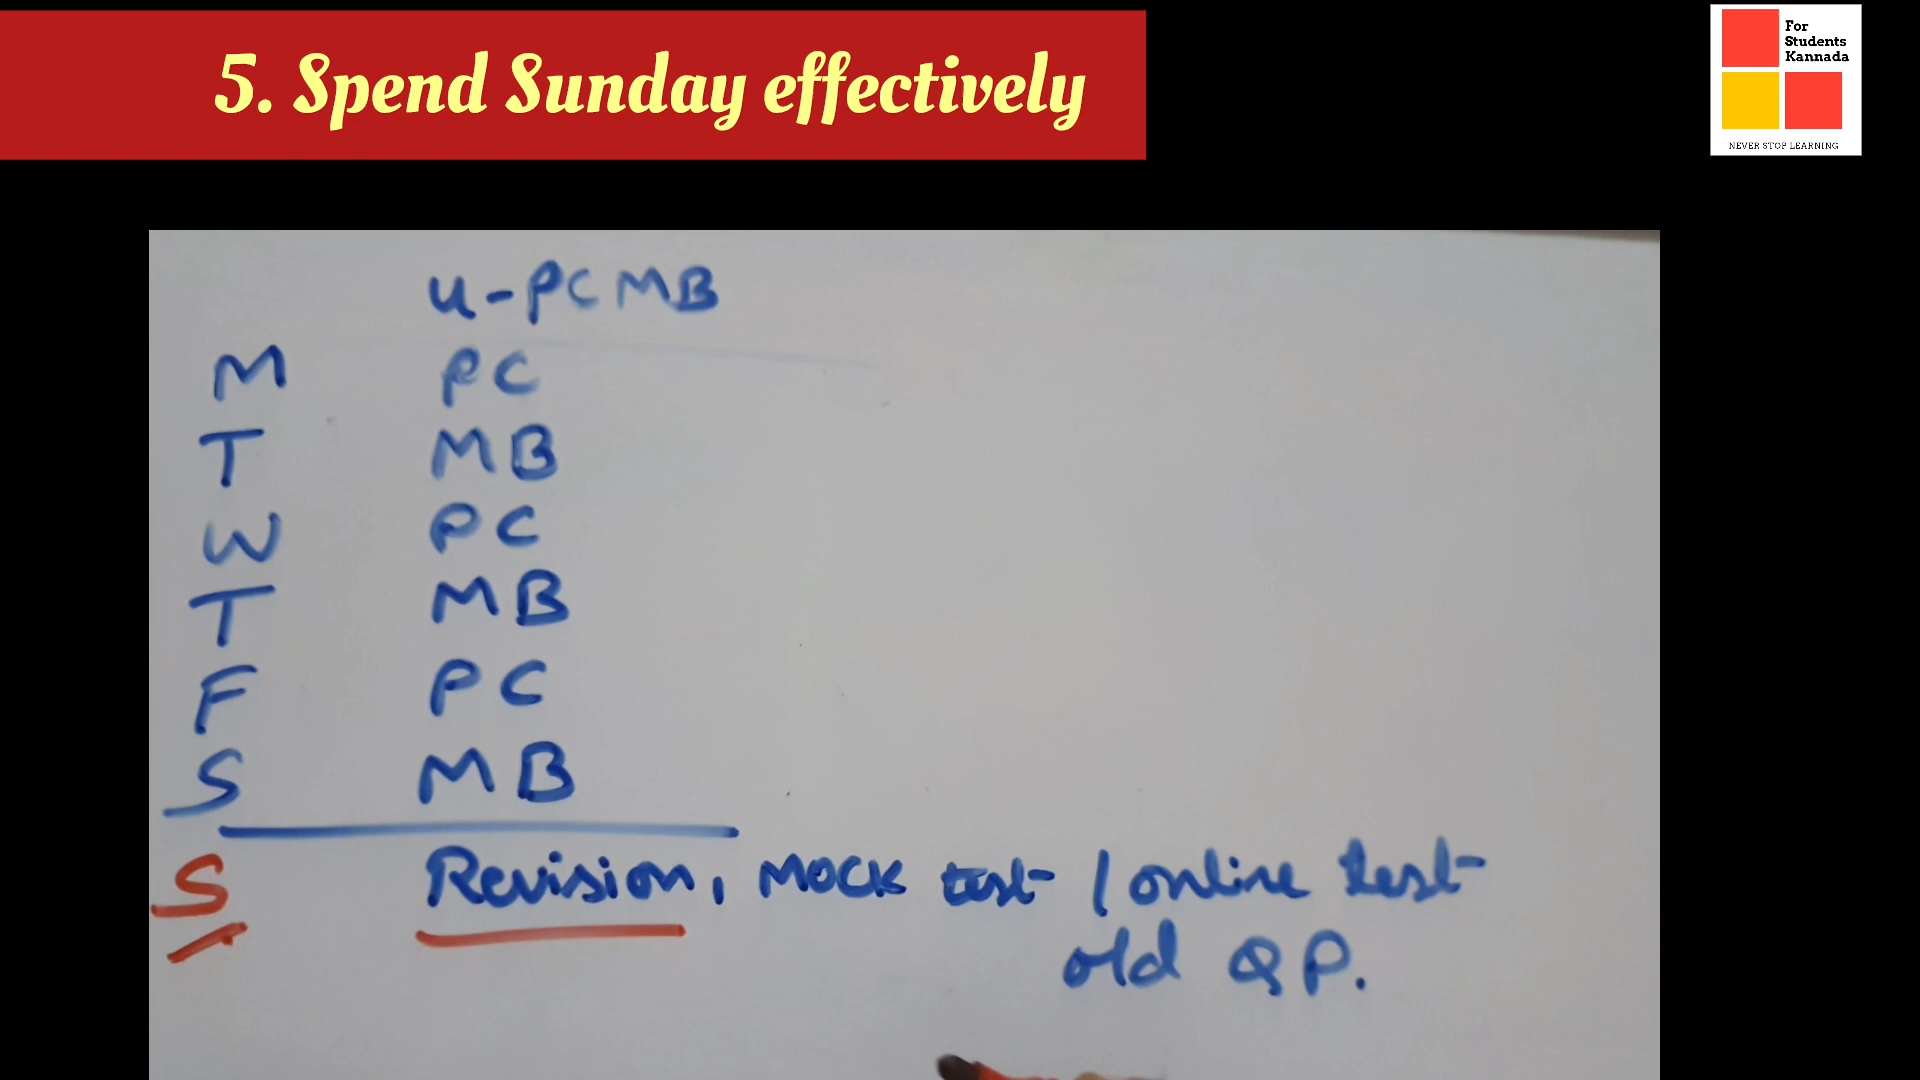 5. Spend Sunday effectively
For
Students
Kannada
NEVER STOP LEARNING
4-PCMB
M PC
T MB
W PC
T MB
F PC
S MB
S Revision, MOCK test / online test
old QP.